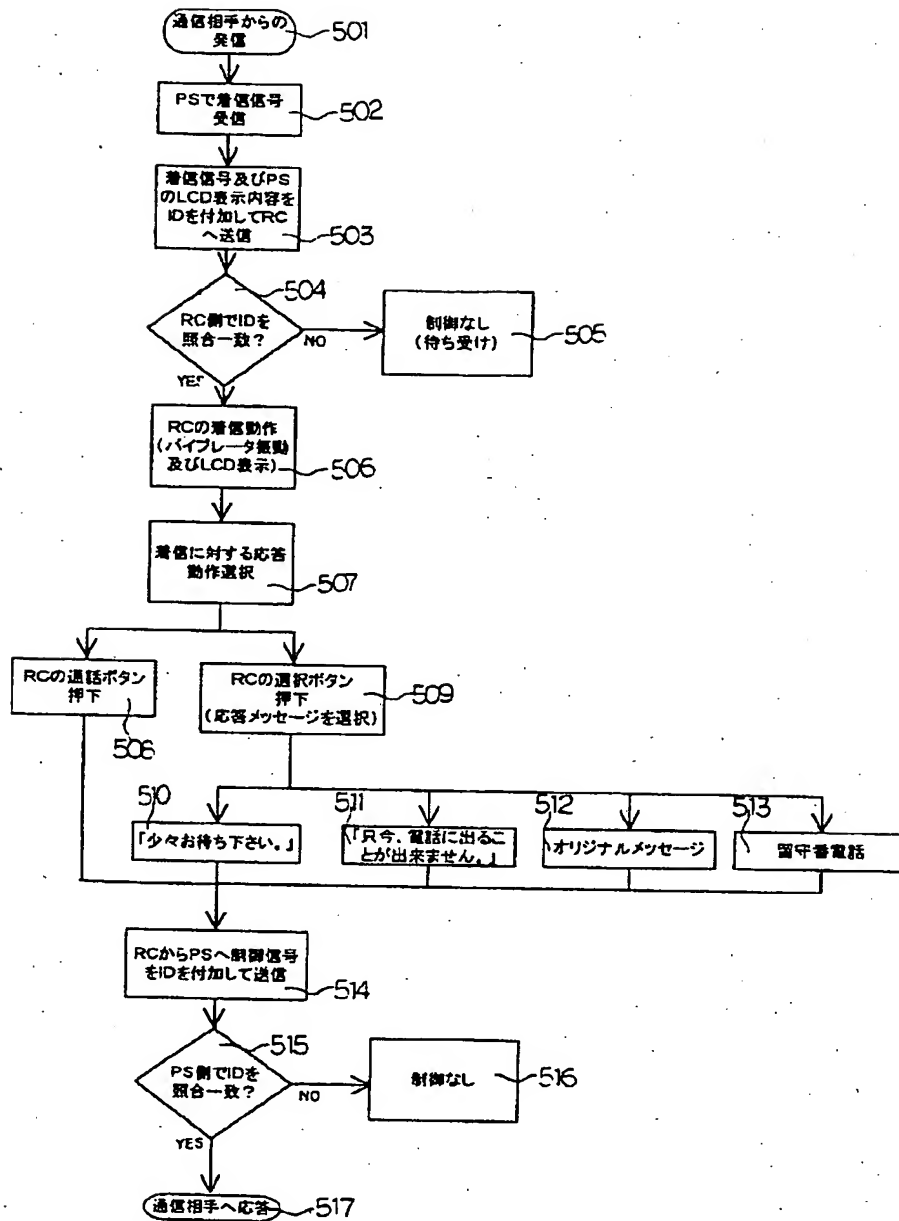 通信相手からの
発信
501
PSで着信信号
受信
502
着信信号及びPS
のLCD表示内容を
IDを付加してRC
へ送信
503
504
RC側でIDを
照合一致?
NO
YES
制御なし
(待ち受け)
505
RCの着信動作
(バイブレータ振動
及びLCD表示)
506
着信に対する応答
動作選択
507
RCの通話ボタン
押下
508
RCの選択ボタン
押下
(応答メッセージを選択)
509
510
「少々お待ち下さい。」
511
「只今、電話に出るこ
とが出来ません。」
512
オリジナルメッセージ
513
留守番電話
RCからPSへ制御信号
をIDを付加して送信
514
515
PS側でIDを
照合一致?
NO
YES
制御なし
516
通信相手へ応答
517